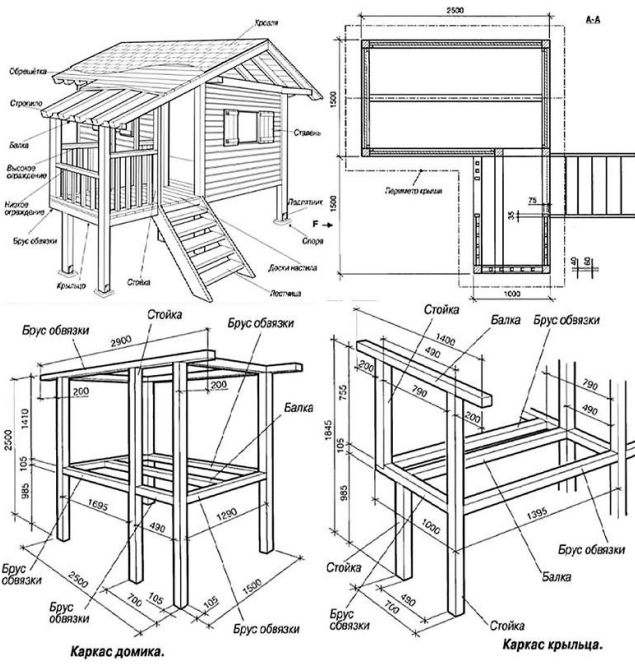 Кровля
Обрешётка
Стропило
Балка
Высокое
ограждение
Низкое
ограждение
Брус обвязки
Крыльцо
Стойка
Лестница
Доски настила
Опора
Подпятник
Ставень
2500
А-А
1500
1500
Периметр крыши
F
75
35
40
60
1000
Брус обвязки
Стойка
Брус обвязки
2900
200
200
Балка
2500
1410
105
985
1695
490
1290
Брус
обвязки
2500
700
105
105
1500
Брус
обвязки
Брус обвязки
Каркас домика.
Стойка
1400
Балка
Брус обвязки
490
200
790
200
790
490
1845
755
105
985
1000
1395
Брус обвязки
Балка
Стойка
Брус
обвязки
490
700
Стойка
Каркас крыльца.